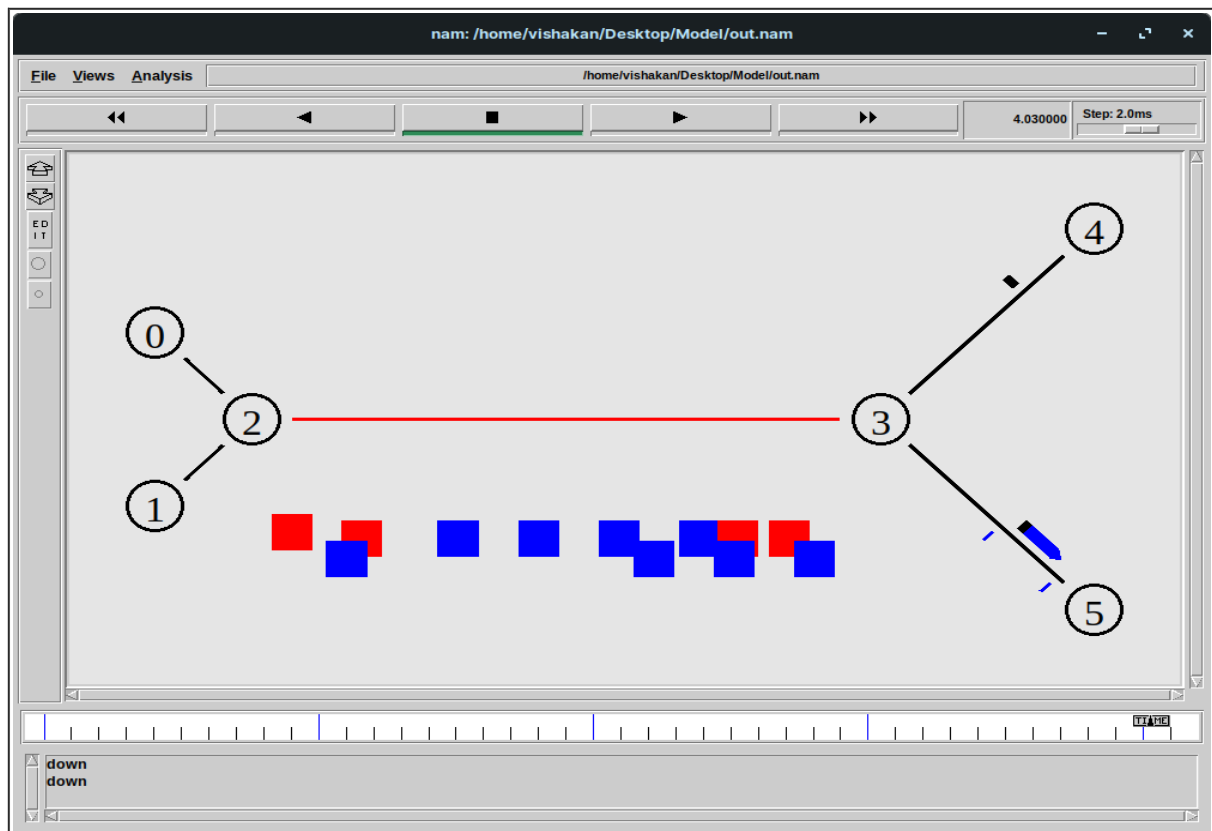 nam: /home/vishakan/Desktop/Model/out.nam
File Views Analysis /home/vishakan/Desktop/Model/out.nam
4.030000 Step: 2.0ms
ED
IT
4
0
2
3
1
5
TIME
down
down